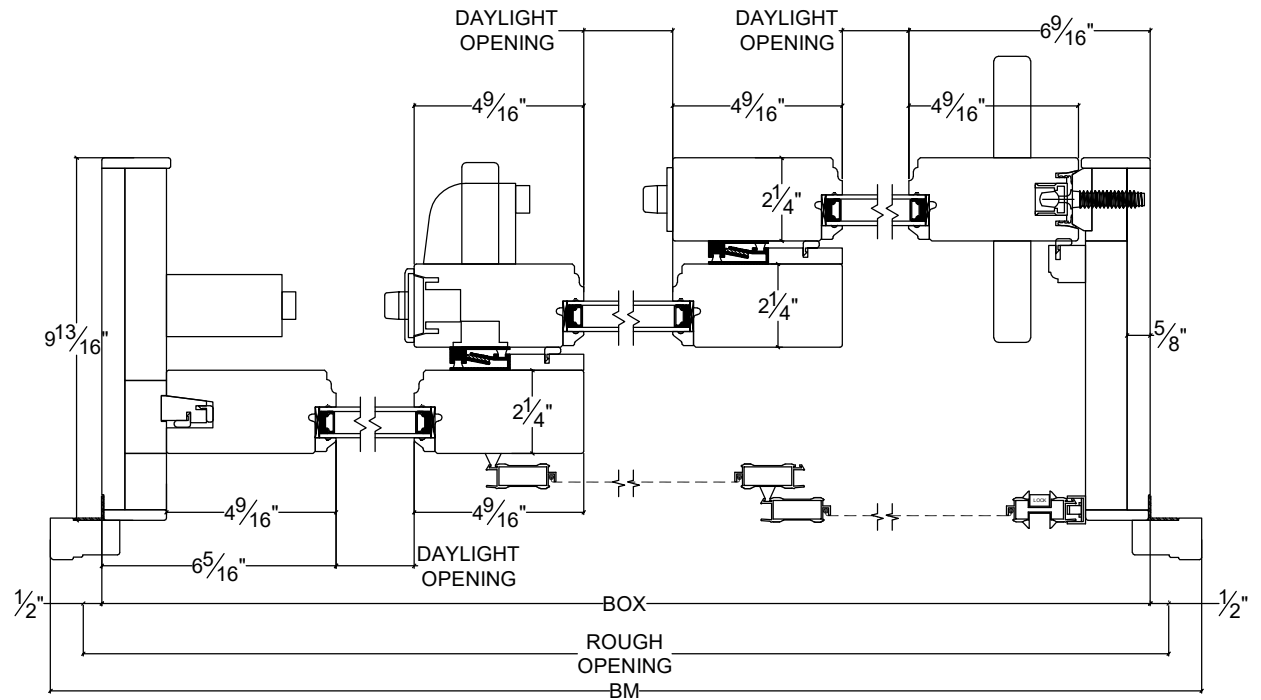 DAYLIGHT
OPENING
DAYLIGHT
OPENING
6 9/16"
4 9/16"
4 9/16"
4 9/16"
2 1/4"
2 1/4"
9 13/16"
5/8"
2 1/4"
LOCK
4 9/16"
4 9/16"
6 5/16"
DAYLIGHT
OPENING
1/2"
BOX
1/2"
ROUGH
OPENING
BM